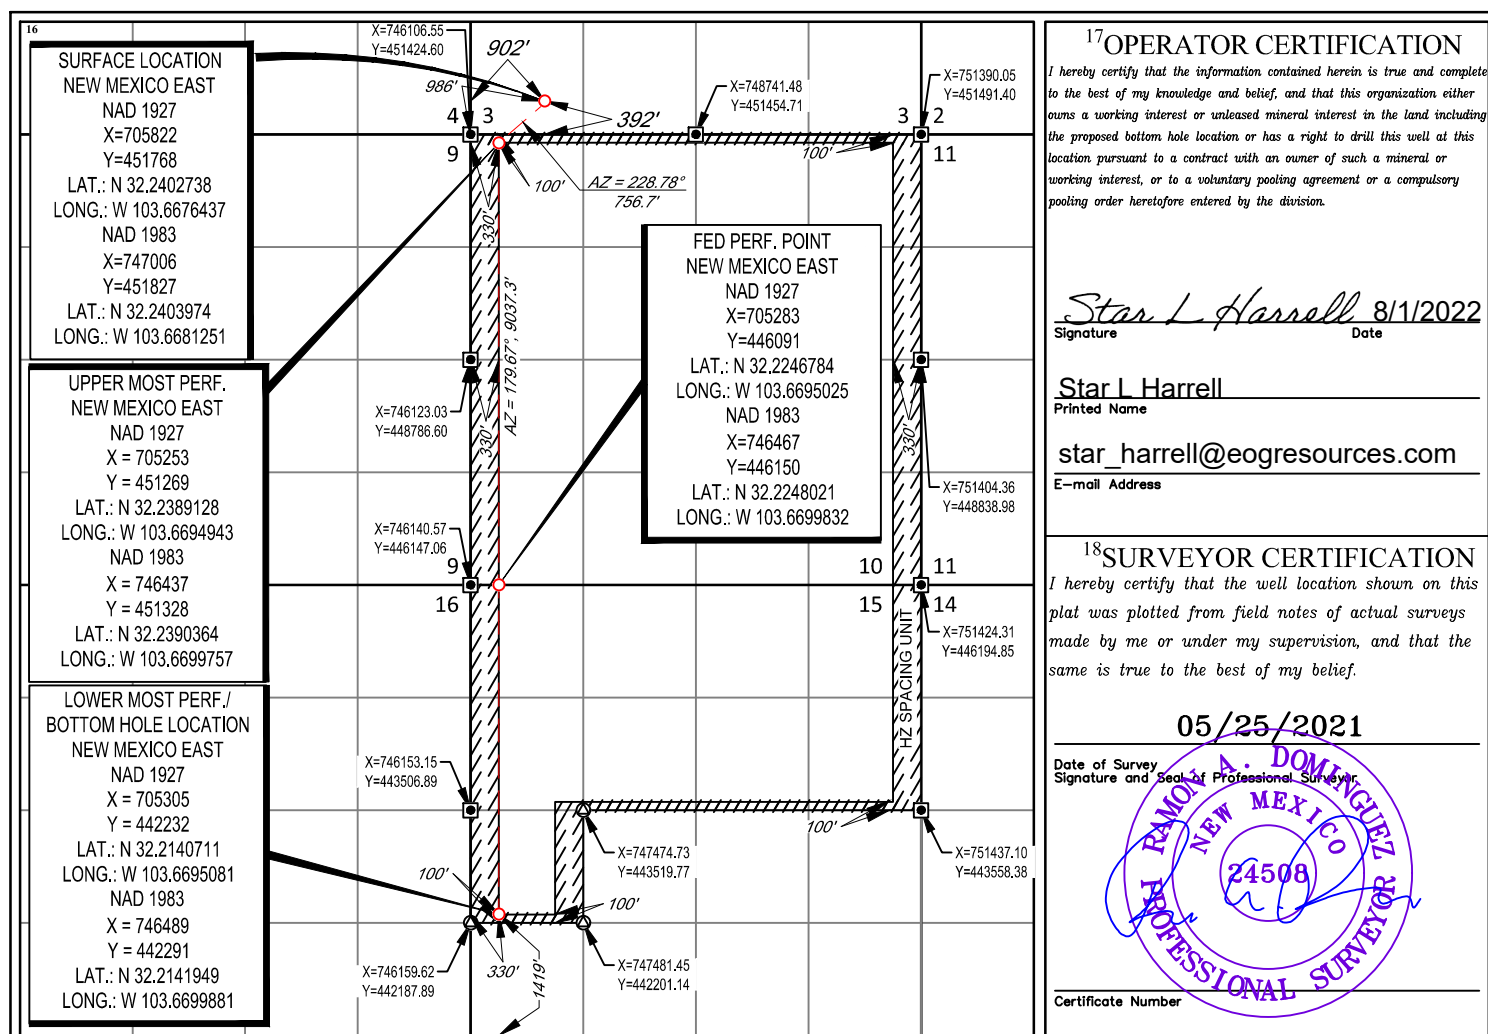 16
SURFACE LOCATION
NEW MEXICO EAST
NAD 1927
X=705822
Y=451768
LAT.: N 32.2402738
LONG.: W 103.6676437
NAD 1983
X=747006
Y=451827
LAT.: N 32.2403974
LONG.: W 103.6681251
UPPER MOST PERF.
NEW MEXICO EAST
NAD 1927
X = 705253
Y = 451269
LAT.: N 32.2389128
LONG.: W 103.6694943
NAD 1983
X = 746437
Y = 451328
LAT.: N 32.2390364
LONG.: W 103.6699757
LOWER MOST PERF./
BOTTOM HOLE LOCATION
NEW MEXICO EAST
NAD 1927
X = 705305
Y = 442232
LAT.: N 32.2140711
LONG.: W 103.6695081
NAD 1983
X = 746489
Y = 442291
LAT.: N 32.2141949
LONG.: W 103.6699881
X=746106.55
Y=451424.60
902'
986'
392'
X=748741.48
Y=451454.71
X=751390.05
Y=451491.40
4 3
9
3 2
11
100'
100'
AZ = 228.78°
756.7'
330'
FED PERF. POINT
NEW MEXICO EAST
NAD 1927
X=705283
Y=446091
LAT.: N 32.2246784
LONG.: W 103.6695025
NAD 1983
X=746467
Y=446150
LAT.: N 32.2248021
LONG.: W 103.6699832
AZ = 179.67°, 9037.3'
X=746123.03
Y=448786.60
330'
330'
X=751404.36
Y=448838.98
X=746140.57
Y=446147.06
9
16
10 11
15 14
X=751424.31
Y=446194.85
HZ SPACING UNIT
X=746153.15
Y=443506.89
100'
X=747474.73
Y=443519.77
X=751437.10
Y=443558.38
100'
100'
X=746159.62
Y=442187.89
330'
1419'
X=747481.45
Y=442201.14
17 OPERATOR CERTIFICATION
I hereby certify that the information contained herein is true and complete
to the best of my knowledge and belief, and that this organization either
owns a working interest or unleased mineral interest in the land including
the proposed bottom hole location or has a right to drill this well at this
location pursuant to a contract with an owner of such a mineral or
working interest, or to a voluntary pooling agreement or a compulsory
pooling order heretofore entered by the division.
Star L Harrell 8/1/2022
Signature Date
Star L Harrell
Printed Name
star_harrell@eogresources.com
E-mail Address
18 SURVEYOR CERTIFICATION
I hereby certify that the well location shown on this
plat was plotted from field notes of actual surveys
made by me or under my supervision, and that the
same is true to the best of my belief.
05/25/2021
Date of Survey
Signature and Seal of Professional Surveyor:
RAMON A. DOMINGUEZ
NEW MEXICO
24508
PROFESSIONAL SURVEYOR
Certificate Number